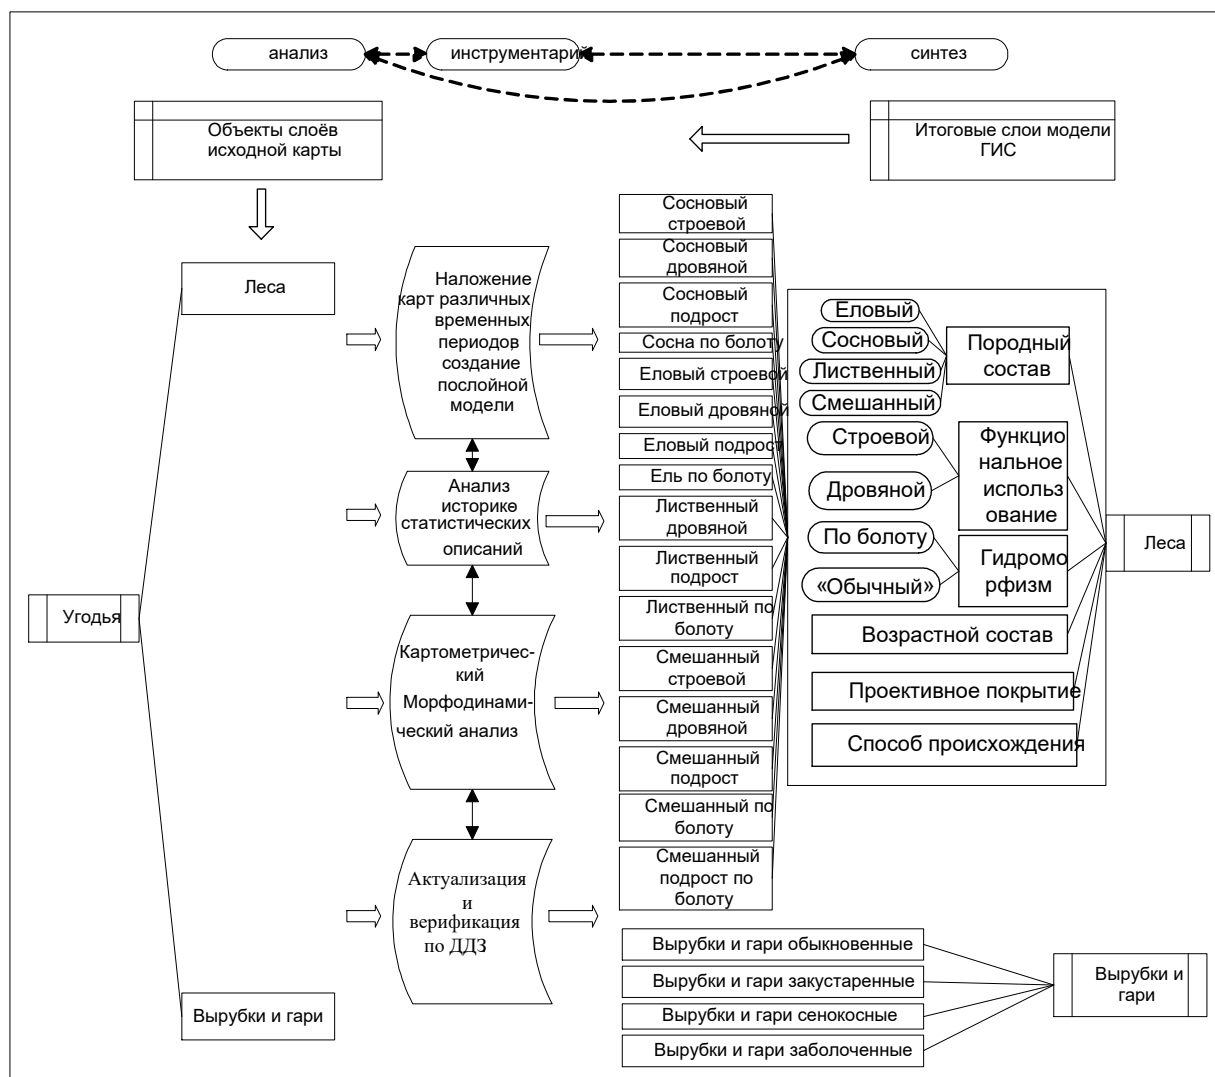 анализ
инструментарий
синтез
Объекты слоёв
исходной карты
Итоговые слои модели
ГИС
Угодья
Леса
Вырубки и гари
Наложение
карт различных
временных
периодов
создание
послойной
модели
Анализ
историко
статистических
описаний
Картометричес-
кий
Морфодинами-
ческий анализ
Актуализация
и
верификация
по ДДЗ
Сосновый
строевой
Сосновый
дровяной
Сосновый
подрост
Сосна по болоту
Еловый строевой
Еловый дровяной
Еловый подрост
Ель по болоту
Лиственный
дровяной
Лиственный
подрост
Лиственный по
болоту
Смешанный
строевой
Смешанный
дровяной
Смешанный
подрост
Смешанный по
болоту
Смешанный
подрост по
болоту
Вырубки и гари обыкновенные
Вырубки и гари закустаренные
Вырубки и гари сенокосные
Вырубки и гари заболоченные
Еловый
Сосновый
Лиственный
Смешанный
Породный
состав
Строевой
Дровяной
Функцио
нальное
использ
ование
По болоту
«Обычный»
Гидромо
рфизм
Возрастной состав
Проективное покрытие
Способ происхождения
Леса
Вырубки и
гари